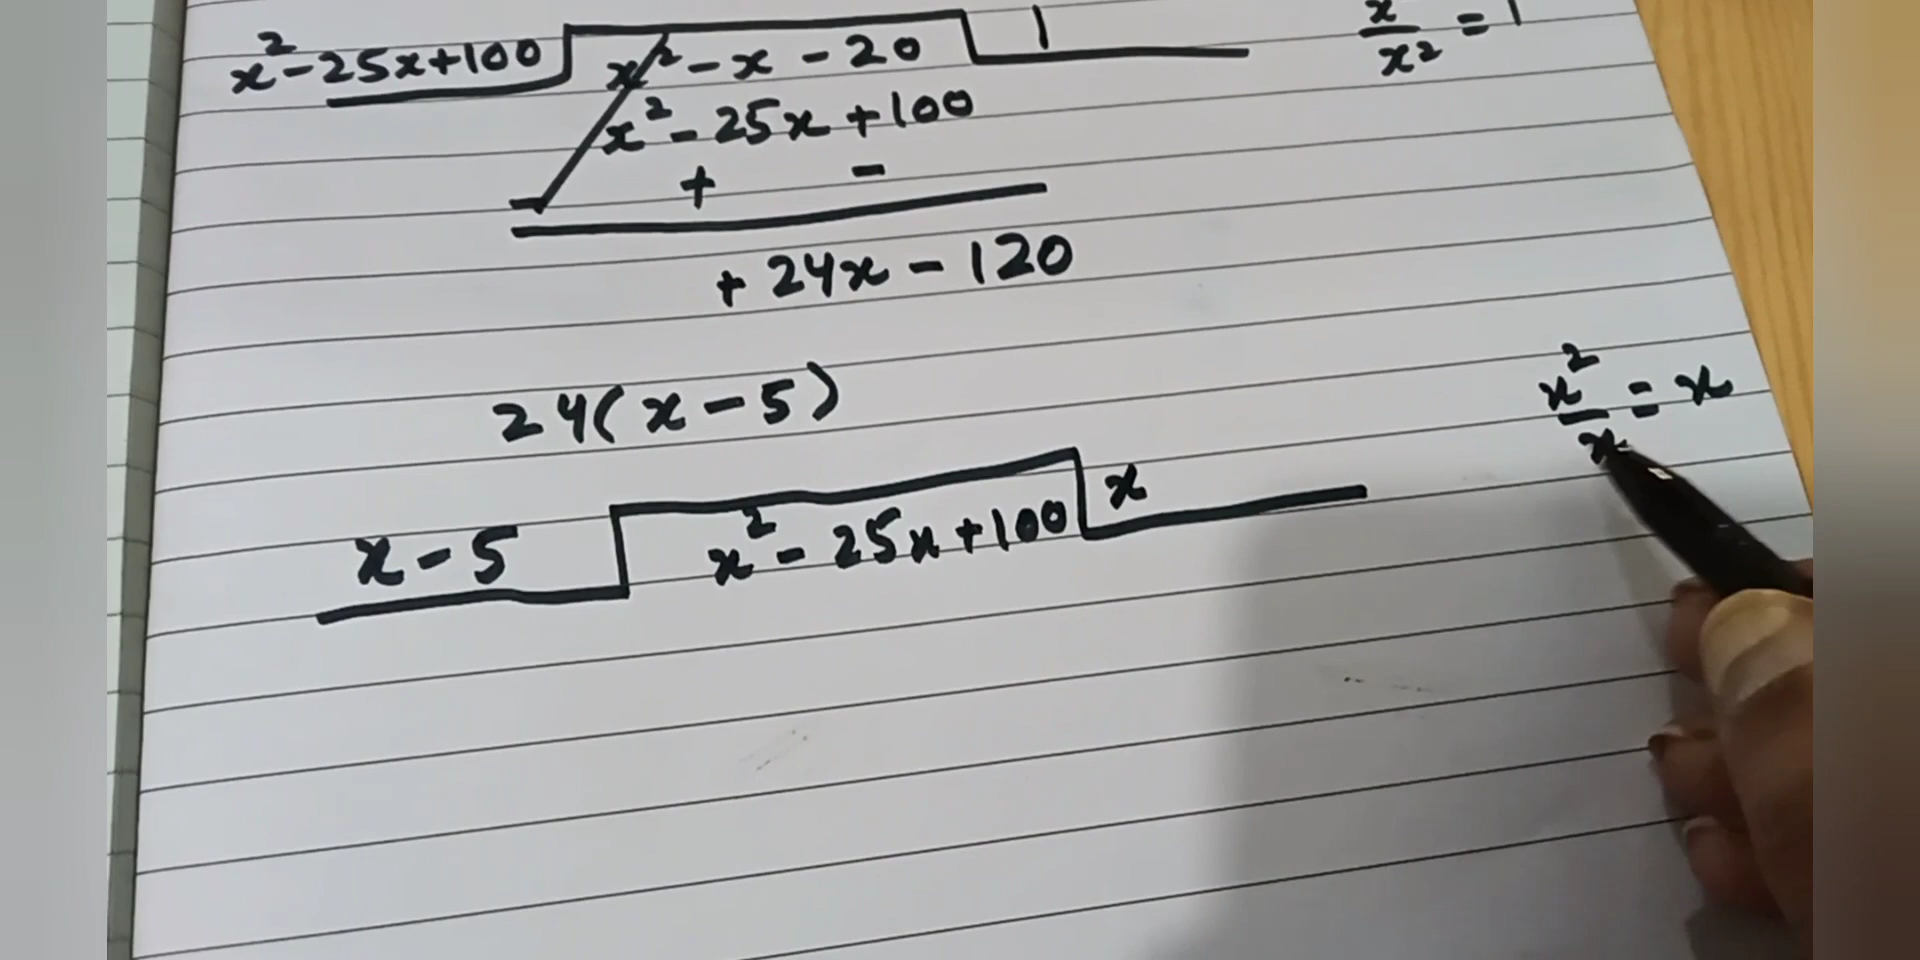 x² - 25x + 100 x² - x - 20 1
x/x² = 1
x² - 25x + 100
+ -
+ 24x - 120
24(x - 5)
x²/x = x
x - 5 x² - 25x + 100 x